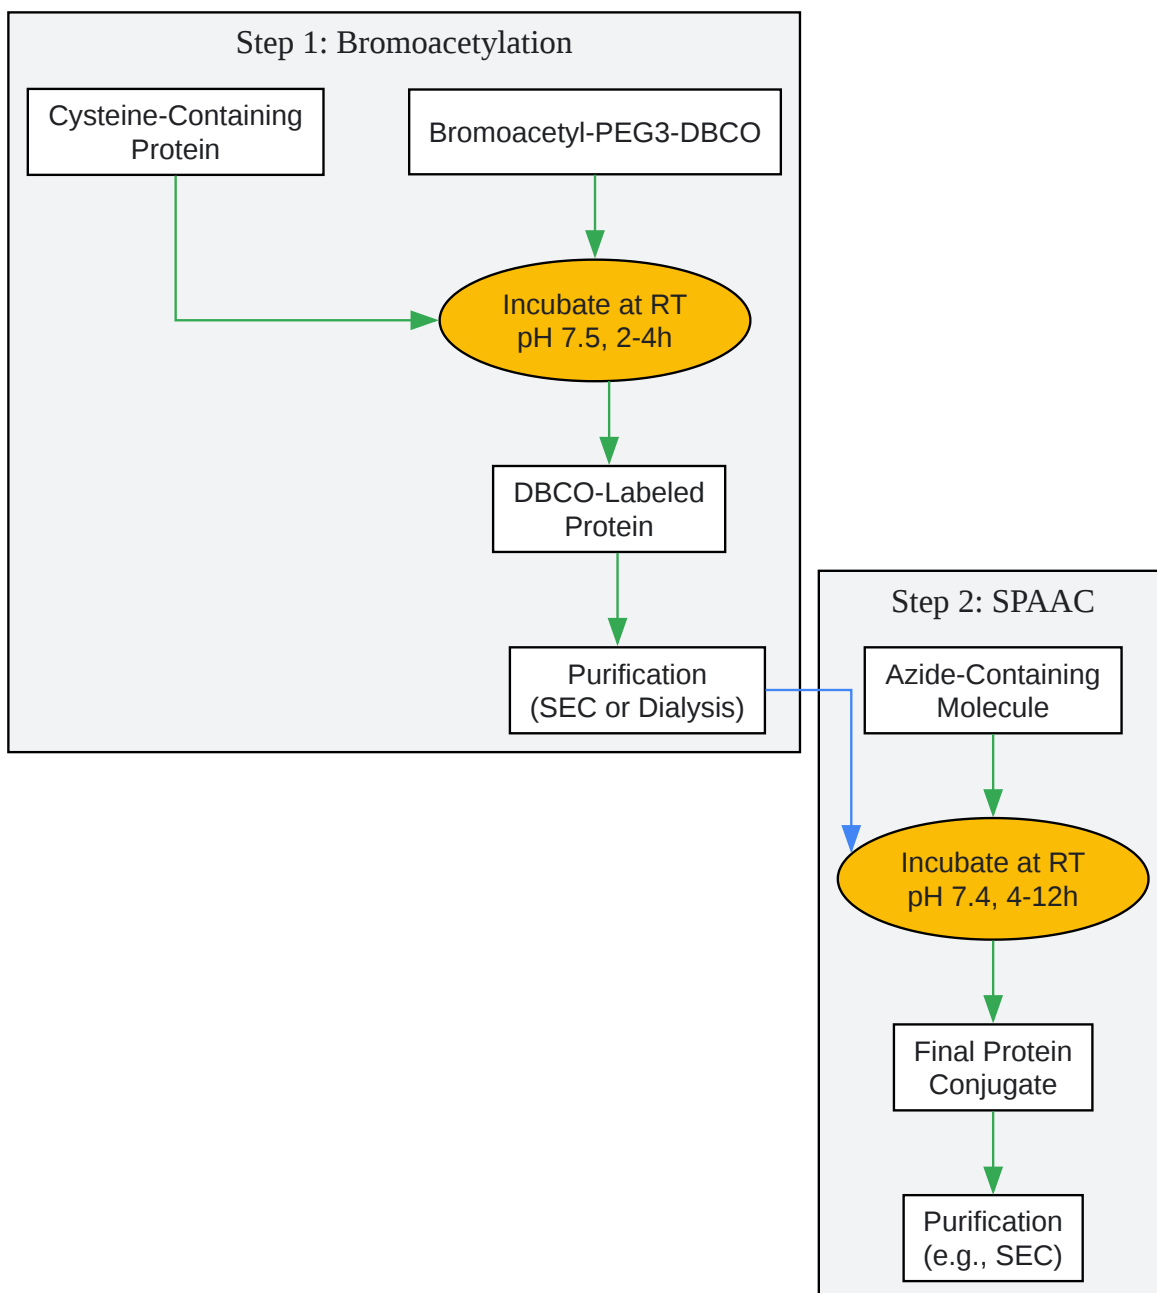 Step 1: Bromoacetylation
Cysteine-Containing
Protein
Bromoacetyl-PEG3-DBCO
Incubate at RT
pH 7.5, 2-4h
DBCO-Labeled
Protein
Purification
(SEC or Dialysis)
Step 2: SPAAC
Azide-Containing
Molecule
Incubate at RT
pH 7.4, 4-12h
Final Protein
Conjugate
Purification
(e.g., SEC)